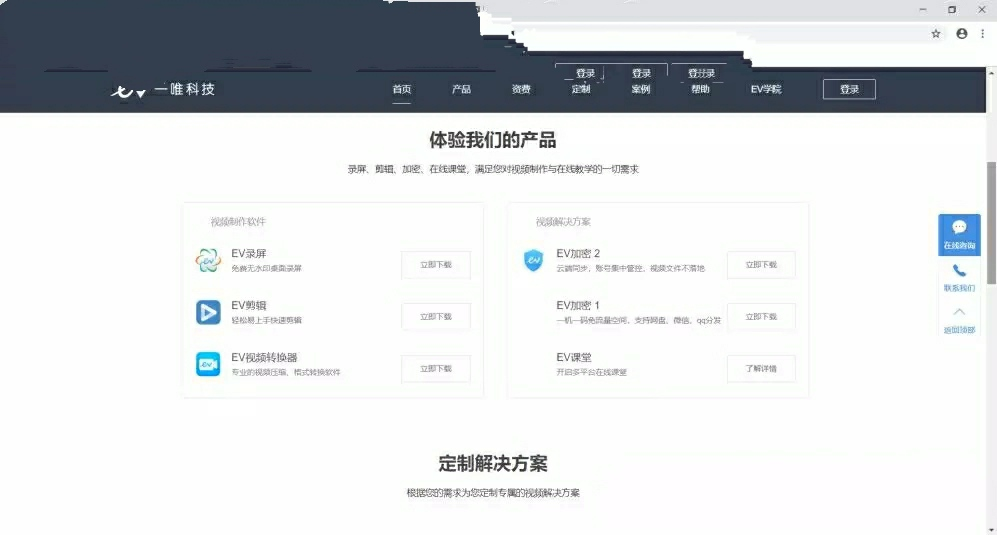 登录 登录 登录
一唯科技 首页 产品 资费 定制 案例 帮助 EV学院 登录
体验我们的产品
录屏、剪辑、加密、在线课堂，满足您对视频制作与在线教学的一切需求
视频制作软件
EV录屏
免费无水印桌面录屏
立即下载
EV剪辑
轻松易上手快速剪辑
立即下载
EV视频转换器
专业的视频压缩、格式转换软件
立即下载
视频解决方案
EV加密 2
云端同步，账号集中管控，视频文件不落地
立即下载
EV加密 1
一机一码免流量空间，支持网盘、微信、qq分发
立即下载
EV课堂
开启多平台在线课堂
了解详情
在线咨询
联系我们
返回顶部
定制解决方案
根据您的需求为您定制专属的视频解决方案